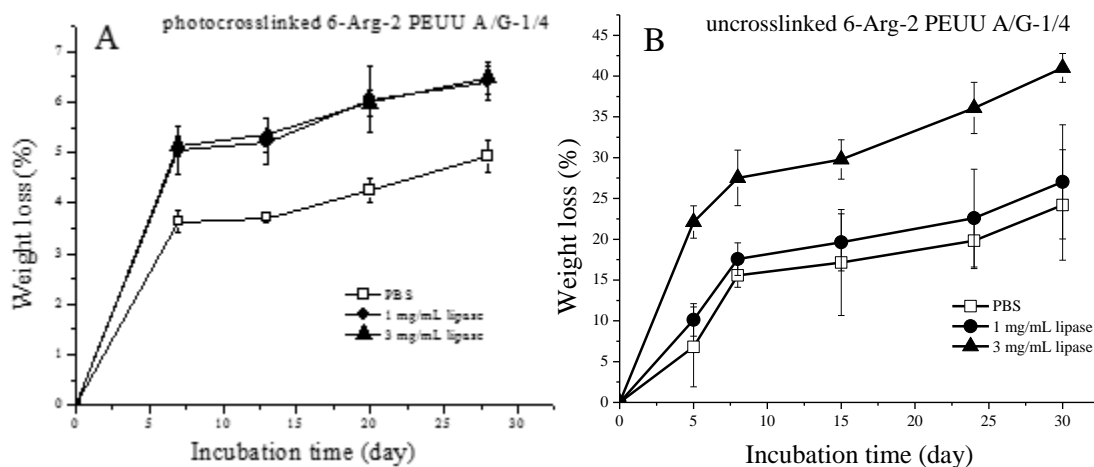 A
photocrosslinked 6-Arg-2 PEUU A/G-1/4
Weight loss (%)
7
6
5
4
3
2
1
0
PBS
1 mg/mL lipase
3 mg/mL lipase
0 5 10 15 20 25 30
Incubation time (day)
B
uncrosslinked 6-Arg-2 PEUU A/G-1/4
Weight loss (%)
45
40
35
30
25
20
15
10
5
0
PBS
1 mg/mL lipase
3 mg/mL lipase
0 5 10 15 20 25 30
Incubation time (day)